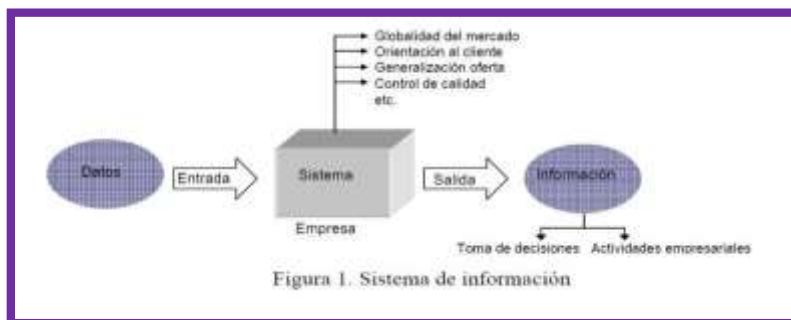 Globalidad del mercado
Orientación al cliente
Generalización oferta
Control de calidad
etc.
Datos
Entrada
Sistema
Salida
Información
Empresa
Toma de decisiones
Actividades empresariales
Figura 1. Sistema de información